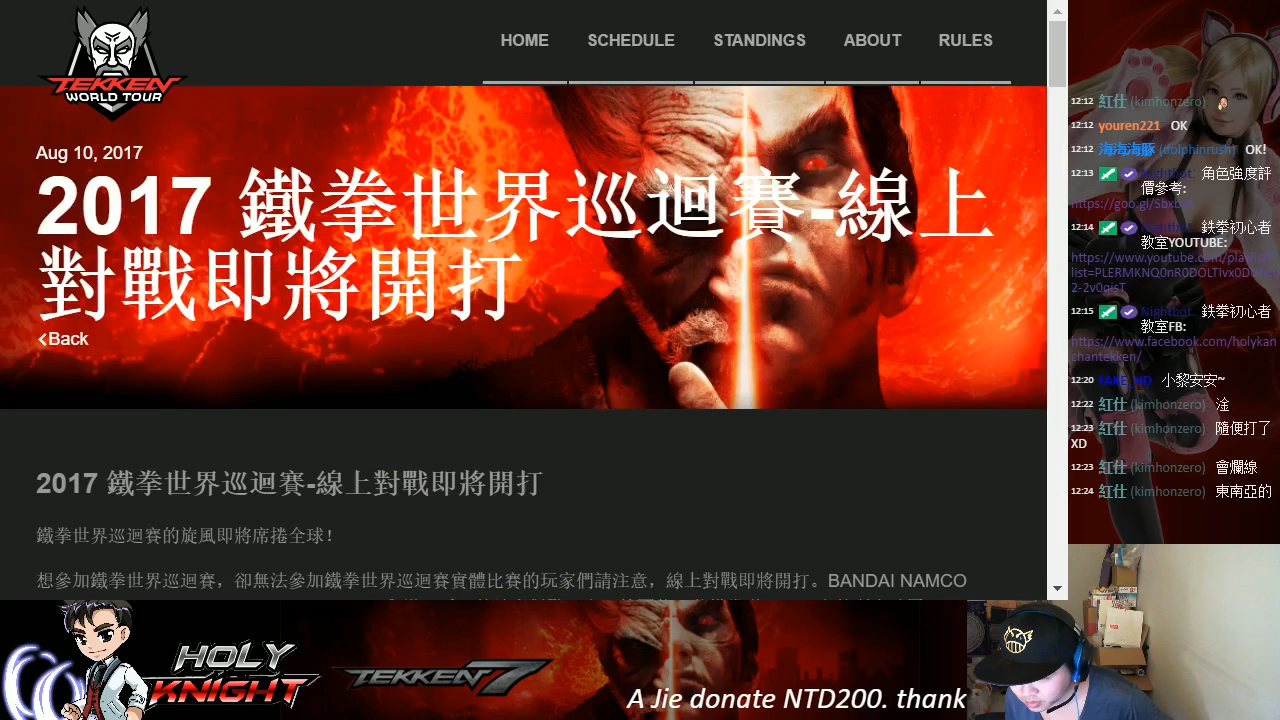 TEKKEN
WORLD TOUR
HOME
SCHEDULE
STANDINGS
ABOUT
RULES
Aug 10, 2017
2017 鐵拳世界巡迴賽-線上
對戰即將開打
Back
2017 鐵拳世界巡迴賽-線上對戰即將開打
鐵拳世界巡迴賽的旋風即將席捲全球！
想參加鐵拳世界巡迴賽，卻無法參加鐵拳世界巡迴賽實體比賽的玩家們請注意，線上對戰即將開打。BANDAI NAMCO
12:12 紅仕 (kimhonzero)
12:12 youren221 OK
12:12 海海海豚 (dolphinrush) OK!
12:13 Nightbot 角色強度評
價參考:
12:14 Nightbot 鉄拳初心者
教室YOUTUBE:
12:15 Nightbot 鉄拳初心者
教室FB:
https://www.facebook.com/holykan
chantekken/
12:20 FAKE_HD 小黎安安~
12:22 紅仕 (kimhonzero) 淦
12:23 紅仕 (kimhonzero) 隨便打了
XD
12:23 紅仕 (kimhonzero) 會爛線
12:24 紅仕 (kimhonzero) 東南亞的
HOLY
KNIGHT
TEKKEN 7
A Jie donate NTD200. thank